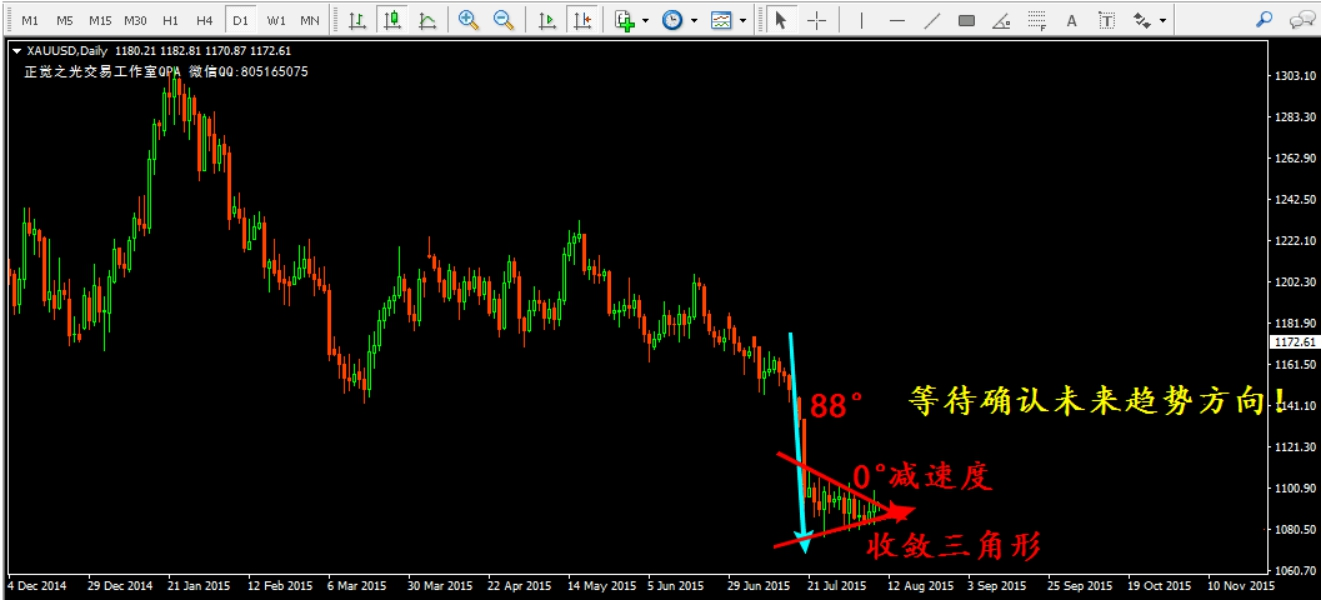 M1 M5 M15 M30 H1 H4 D1 W1 MN
A T
XAUUSD,Daily 1180.21 1182.81 1170.87 1172.61
正觉之光交易工作室QPA 微信QQ:805165075
1303.10
1283.30
1262.90
1242.50
1222.10
1202.30
1181.90
1172.61
1161.50
88°
等待确认未来趋势方向!
1141.10
1121.30
0°减速度
1100.90
1080.50
收敛三角形
1060.70
4 Dec 2014 29 Dec 2014 21 Jan 2015 12 Feb 2015 6 Mar 2015 30 Mar 2015 22 Apr 2015 14 May 2015 5 Jun 2015 29 Jun 2015 21 Jul 2015 12 Aug 2015 3 Sep 2015 25 Sep 2015 19 Oct 2015 10 Nov 2015